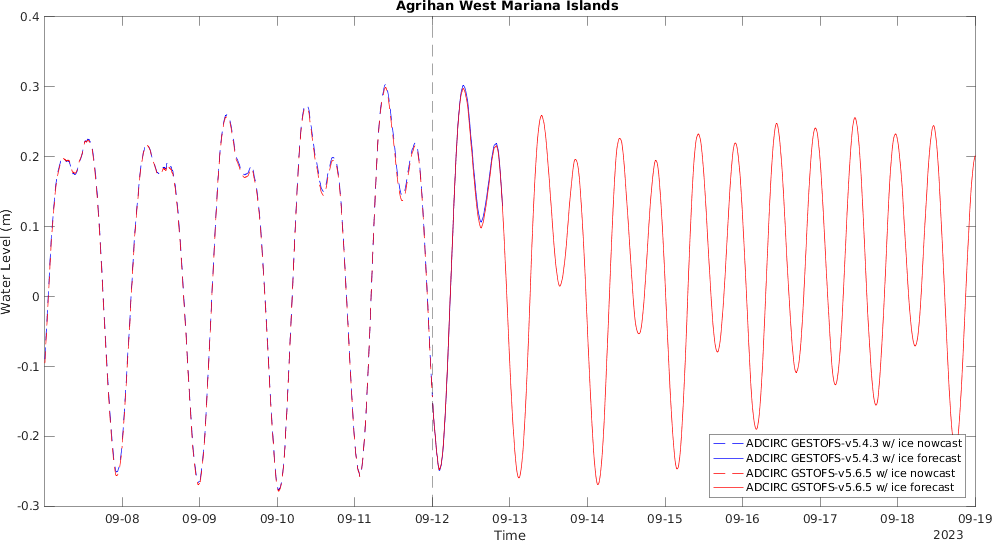 Agrihan West Mariana Islands
Water Level (m)
0.4
0.3
0.2
0.1
0
-0.1
-0.2
-0.3
ADCIRC GESTOFS-v5.4.3 w/ ice nowcast
ADCIRC GESTOFS-v5.4.3 w/ ice forecast
ADCIRC GSTOFS-v5.6.5 w/ ice nowcast
ADCIRC GSTOFS-v5.6.5 w/ ice forecast
09-08 09-09 09-10 09-11 09-12 09-13 09-14 09-15 09-16 09-17 09-18 09-19
Time
2023